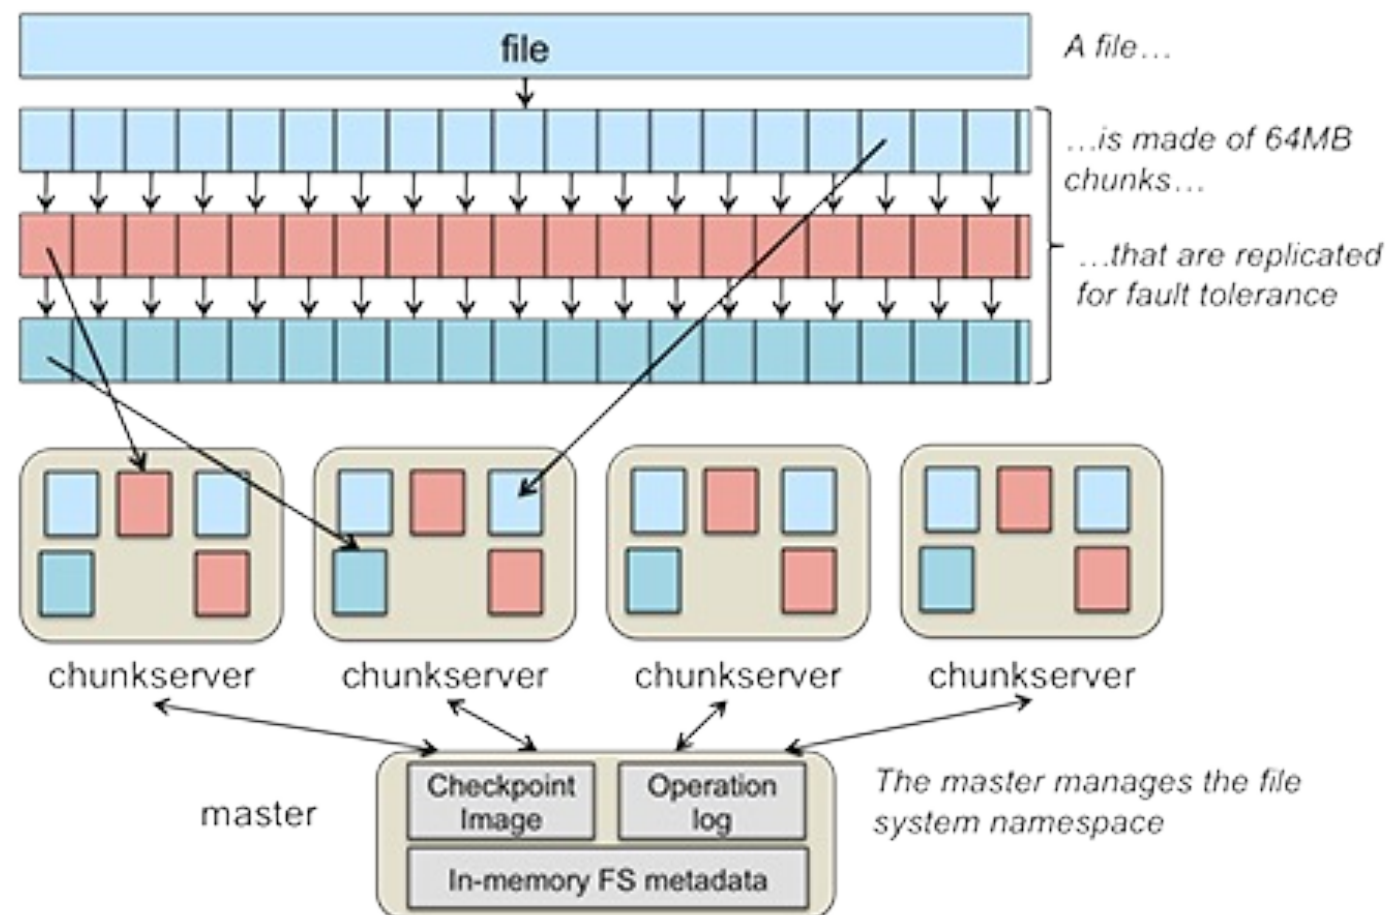 file
A file…
…is made of 64MB
chunks…
…that are replicated
for fault tolerance
chunkserver
chunkserver
chunkserver
chunkserver
master
Checkpoint
Image
Operation
log
In-memory FS metadata
The master manages the file
system namespace